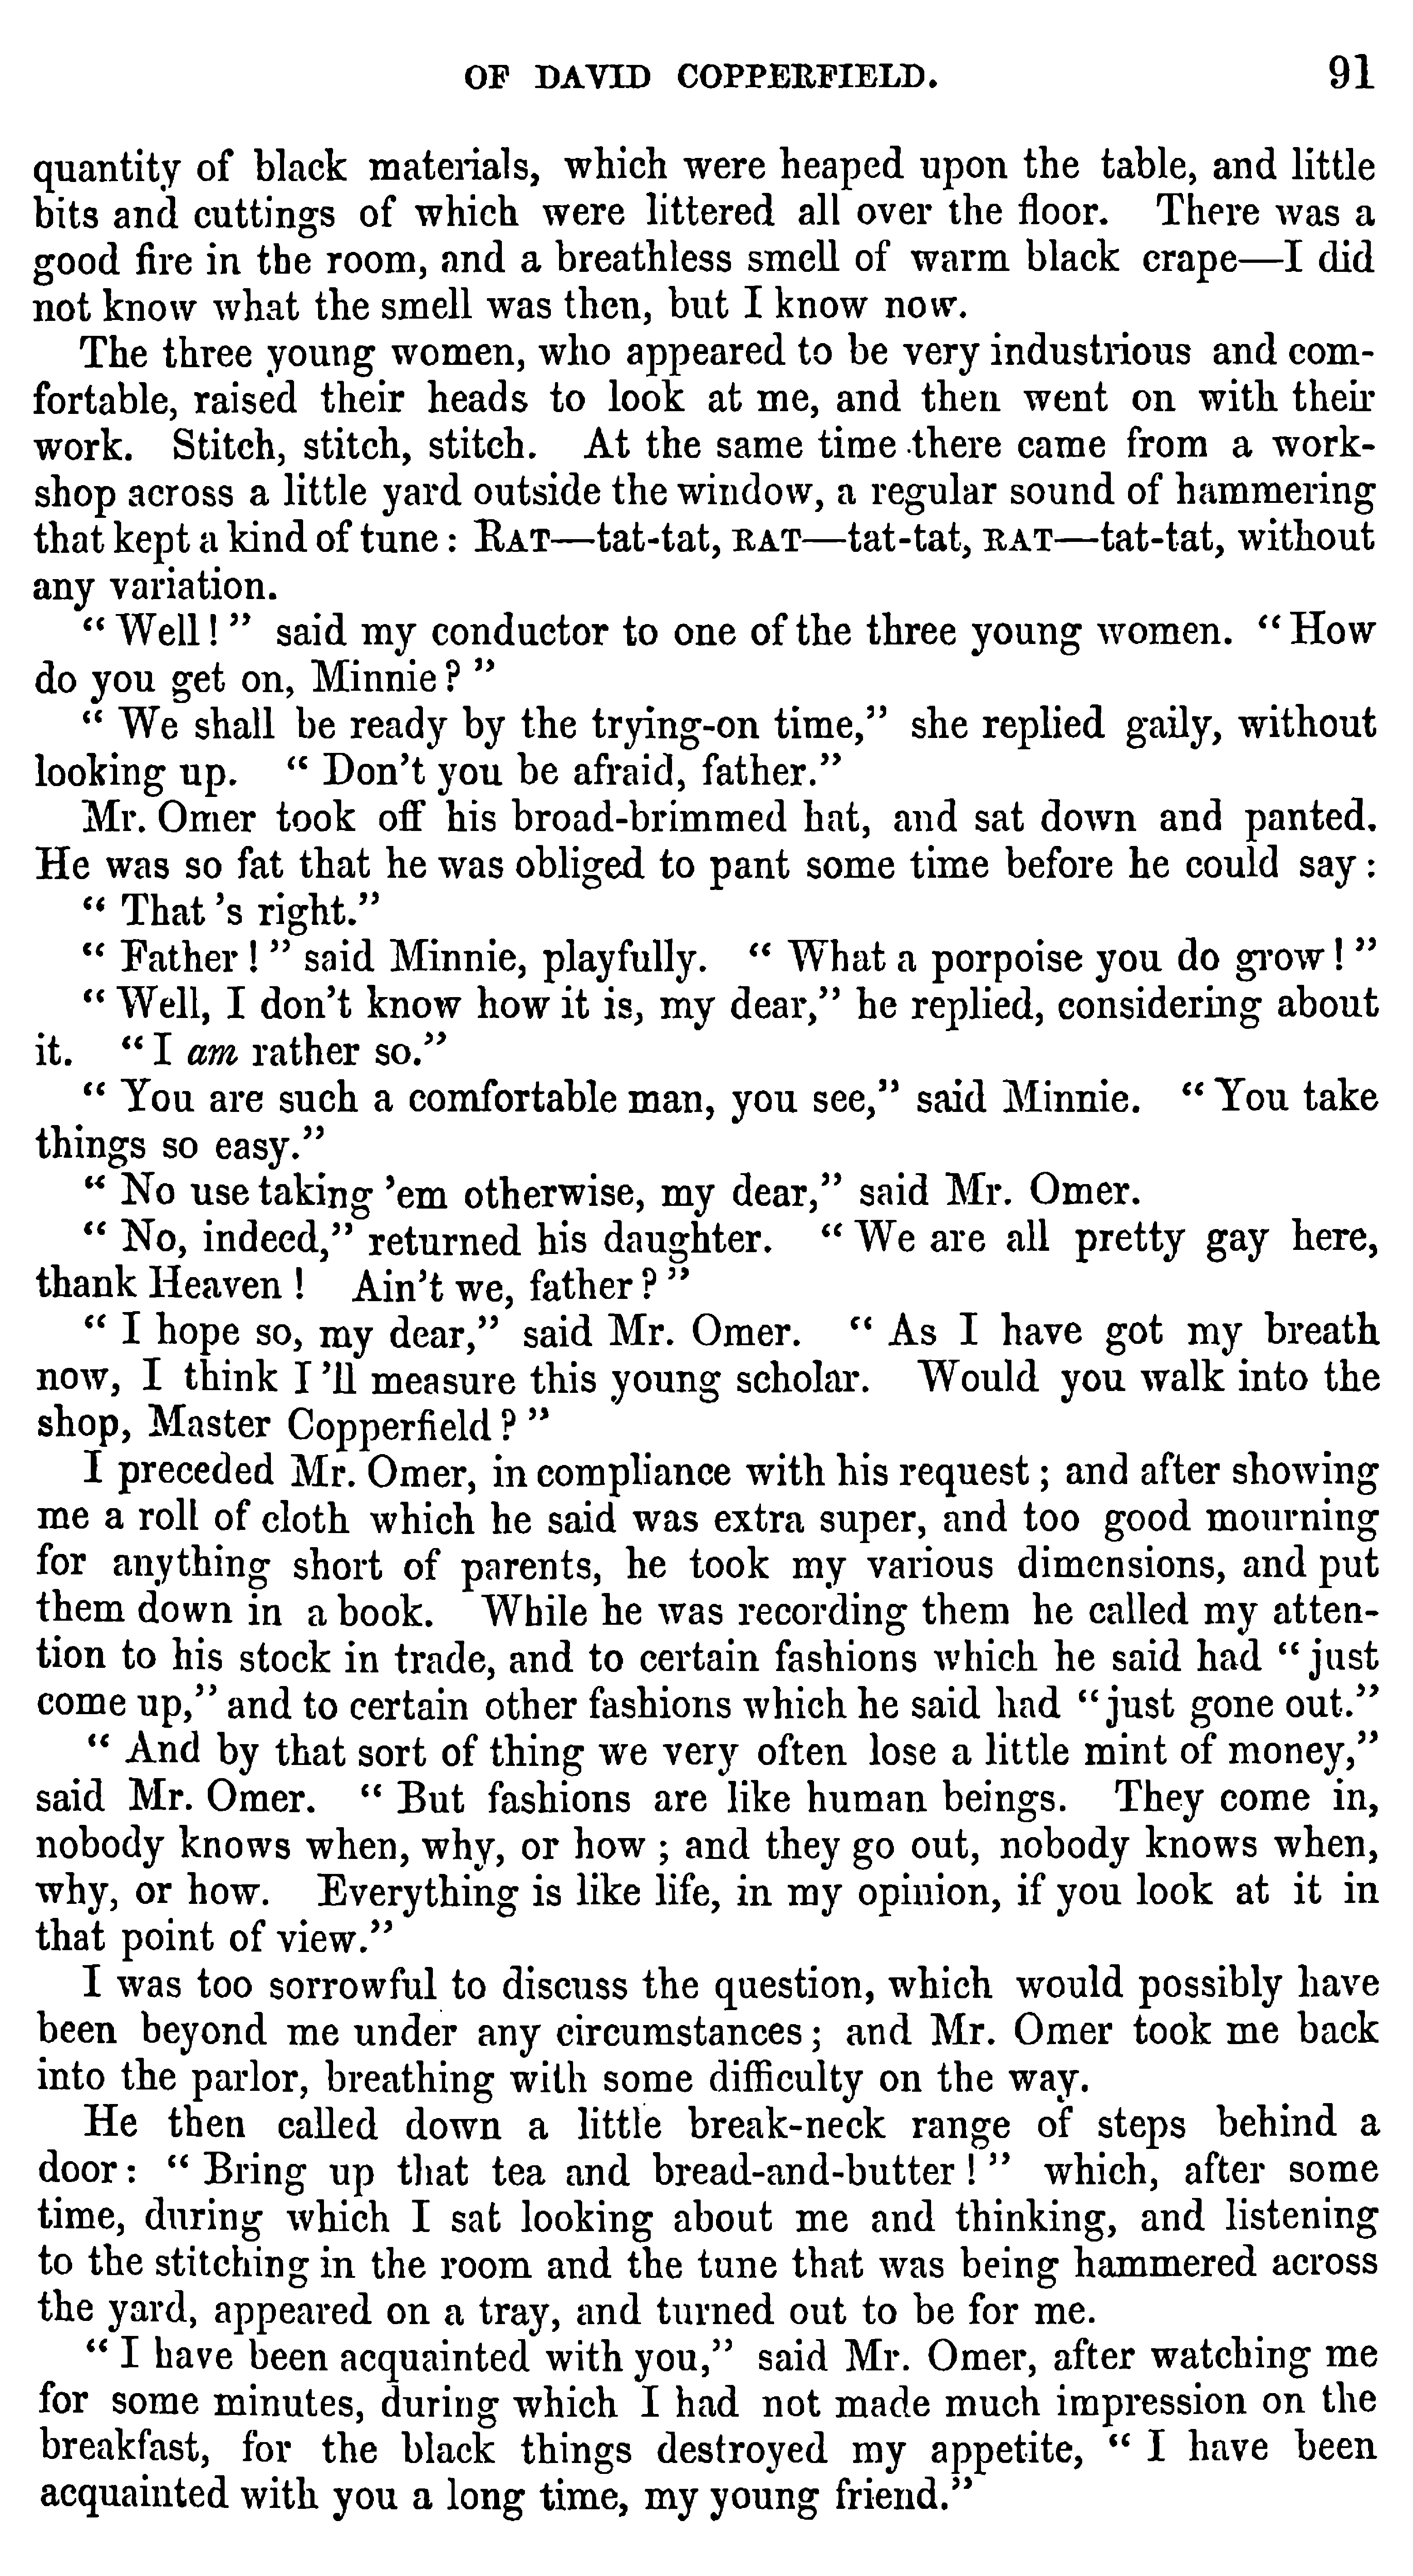 OF DAVID COPPERFIELD. 91
quantity of black materials, which were heaped upon the table, and little
bits and cuttings of which were littered all over the floor. There was a
good fire in the room, and a breathless smell of warm black crape—I did
not know what the smell was then, but I know now.
The three young women, who appeared to be very industrious and com-
fortable, raised their heads to look at me, and then went on with their
work. Stitch, stitch, stitch. At the same time there came from a work-
shop across a little yard outside the window, a regular sound of hammering
that kept a kind of tune: RAT—tat-tat, RAT—tat-tat, RAT—tat-tat, without
any variation.
“Well!” said my conductor to one of the three young women. “How
do you get on, Minnie?”
“We shall be ready by the trying-on time,” she replied gaily, without
looking up. “Don't you be afraid, father.”
Mr. Omer took off his broad-brimmed hat, and sat down and panted.
He was so fat that he was obliged to pant some time before he could say:
“That 's right.”
“Father!” said Minnie, playfully. “What a porpoise you do grow!”
“Well, I don't know how it is, my dear,” he replied, considering about
it. “I am rather so.”
“You are such a comfortable man, you see,” said Minnie. “You take
things so easy.”
“No use taking 'em otherwise, my dear,” said Mr. Omer.
“No, indeed,” returned his daughter. “We are all pretty gay here,
thank Heaven! Ain't we, father?”
“I hope so, my dear,” said Mr. Omer. “As I have got my breath
now, I think I 'll measure this young scholar. Would you walk into the
shop, Master Copperfield?”
I preceded Mr. Omer, in compliance with his request; and after showing
me a roll of cloth which he said was extra super, and too good mourning
for anything short of parents, he took my various dimensions, and put
them down in a book. While he was recording them he called my atten-
tion to his stock in trade, and to certain fashions which he said had “just
come up,” and to certain other fashions which he said had “just gone out.”
“And by that sort of thing we very often lose a little mint of money,”
said Mr. Omer. “But fashions are like human beings. They come in,
nobody knows when, why, or how; and they go out, nobody knows when,
why, or how. Everything is like life, in my opinion, if you look at it in
that point of view.”
I was too sorrowful to discuss the question, which would possibly have
been beyond me under any circumstances; and Mr. Omer took me back
into the parlor, breathing with some difficulty on the way.
He then called down a little break-neck range of steps behind a
door: “Bring up that tea and bread-and-butter!” which, after some
time, during which I sat looking about me and thinking, and listening
to the stitching in the room and the tune that was being hammered across
the yard, appeared on a tray, and turned out to be for me.
“I have been acquainted with you,” said Mr. Omer, after watching me
for some minutes, during which I had not made much impression on the
breakfast, for the black things destroyed my appetite, “I have been
acquainted with you a long time, my young friend.”